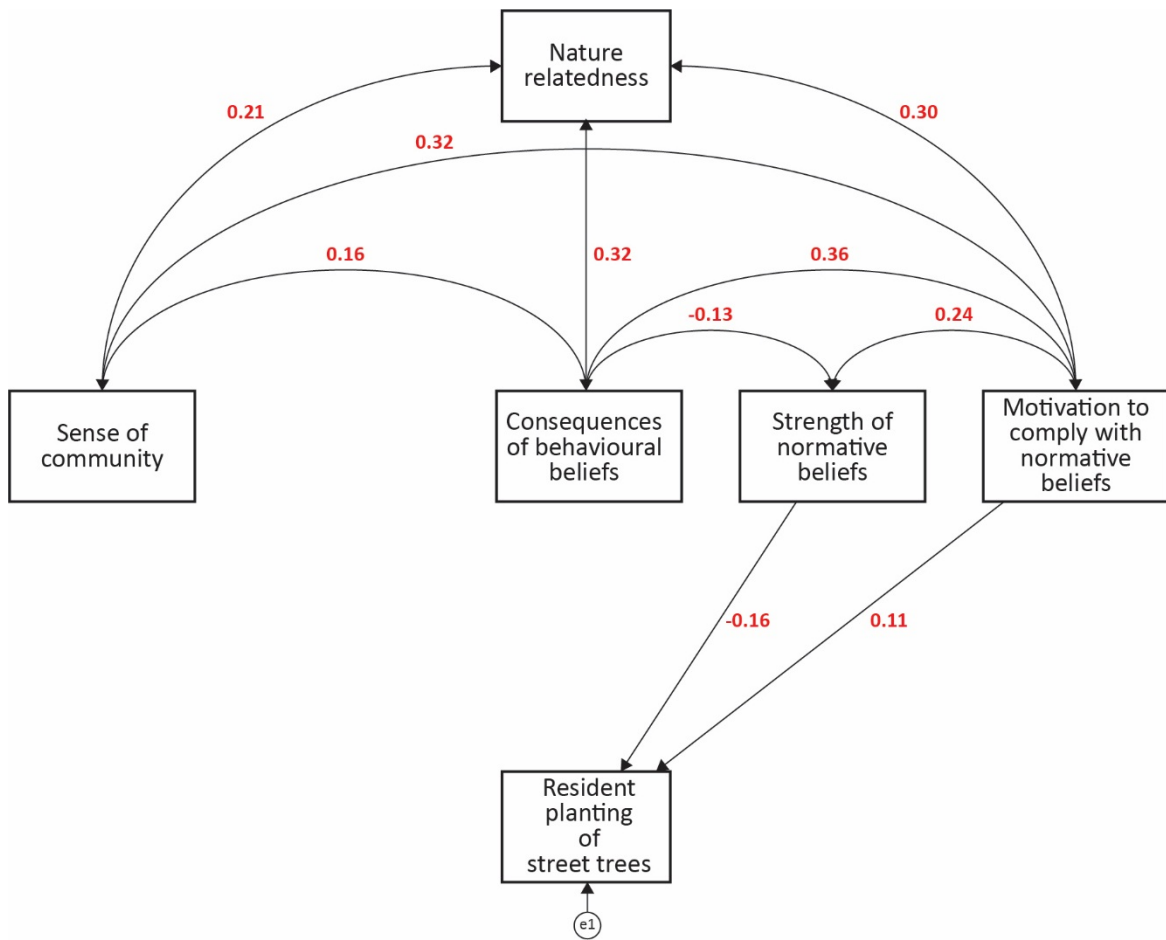 Nature
relatedness
0.21
0.30
0.32
0.16
0.32
0.36
-0.13
0.24
Sense of
community
Consequences
of behavioural
beliefs
Strength of
normative
beliefs
Motivation to
comply with
normative
beliefs
-0.16
0.11
Resident
planting
of
street trees
e1